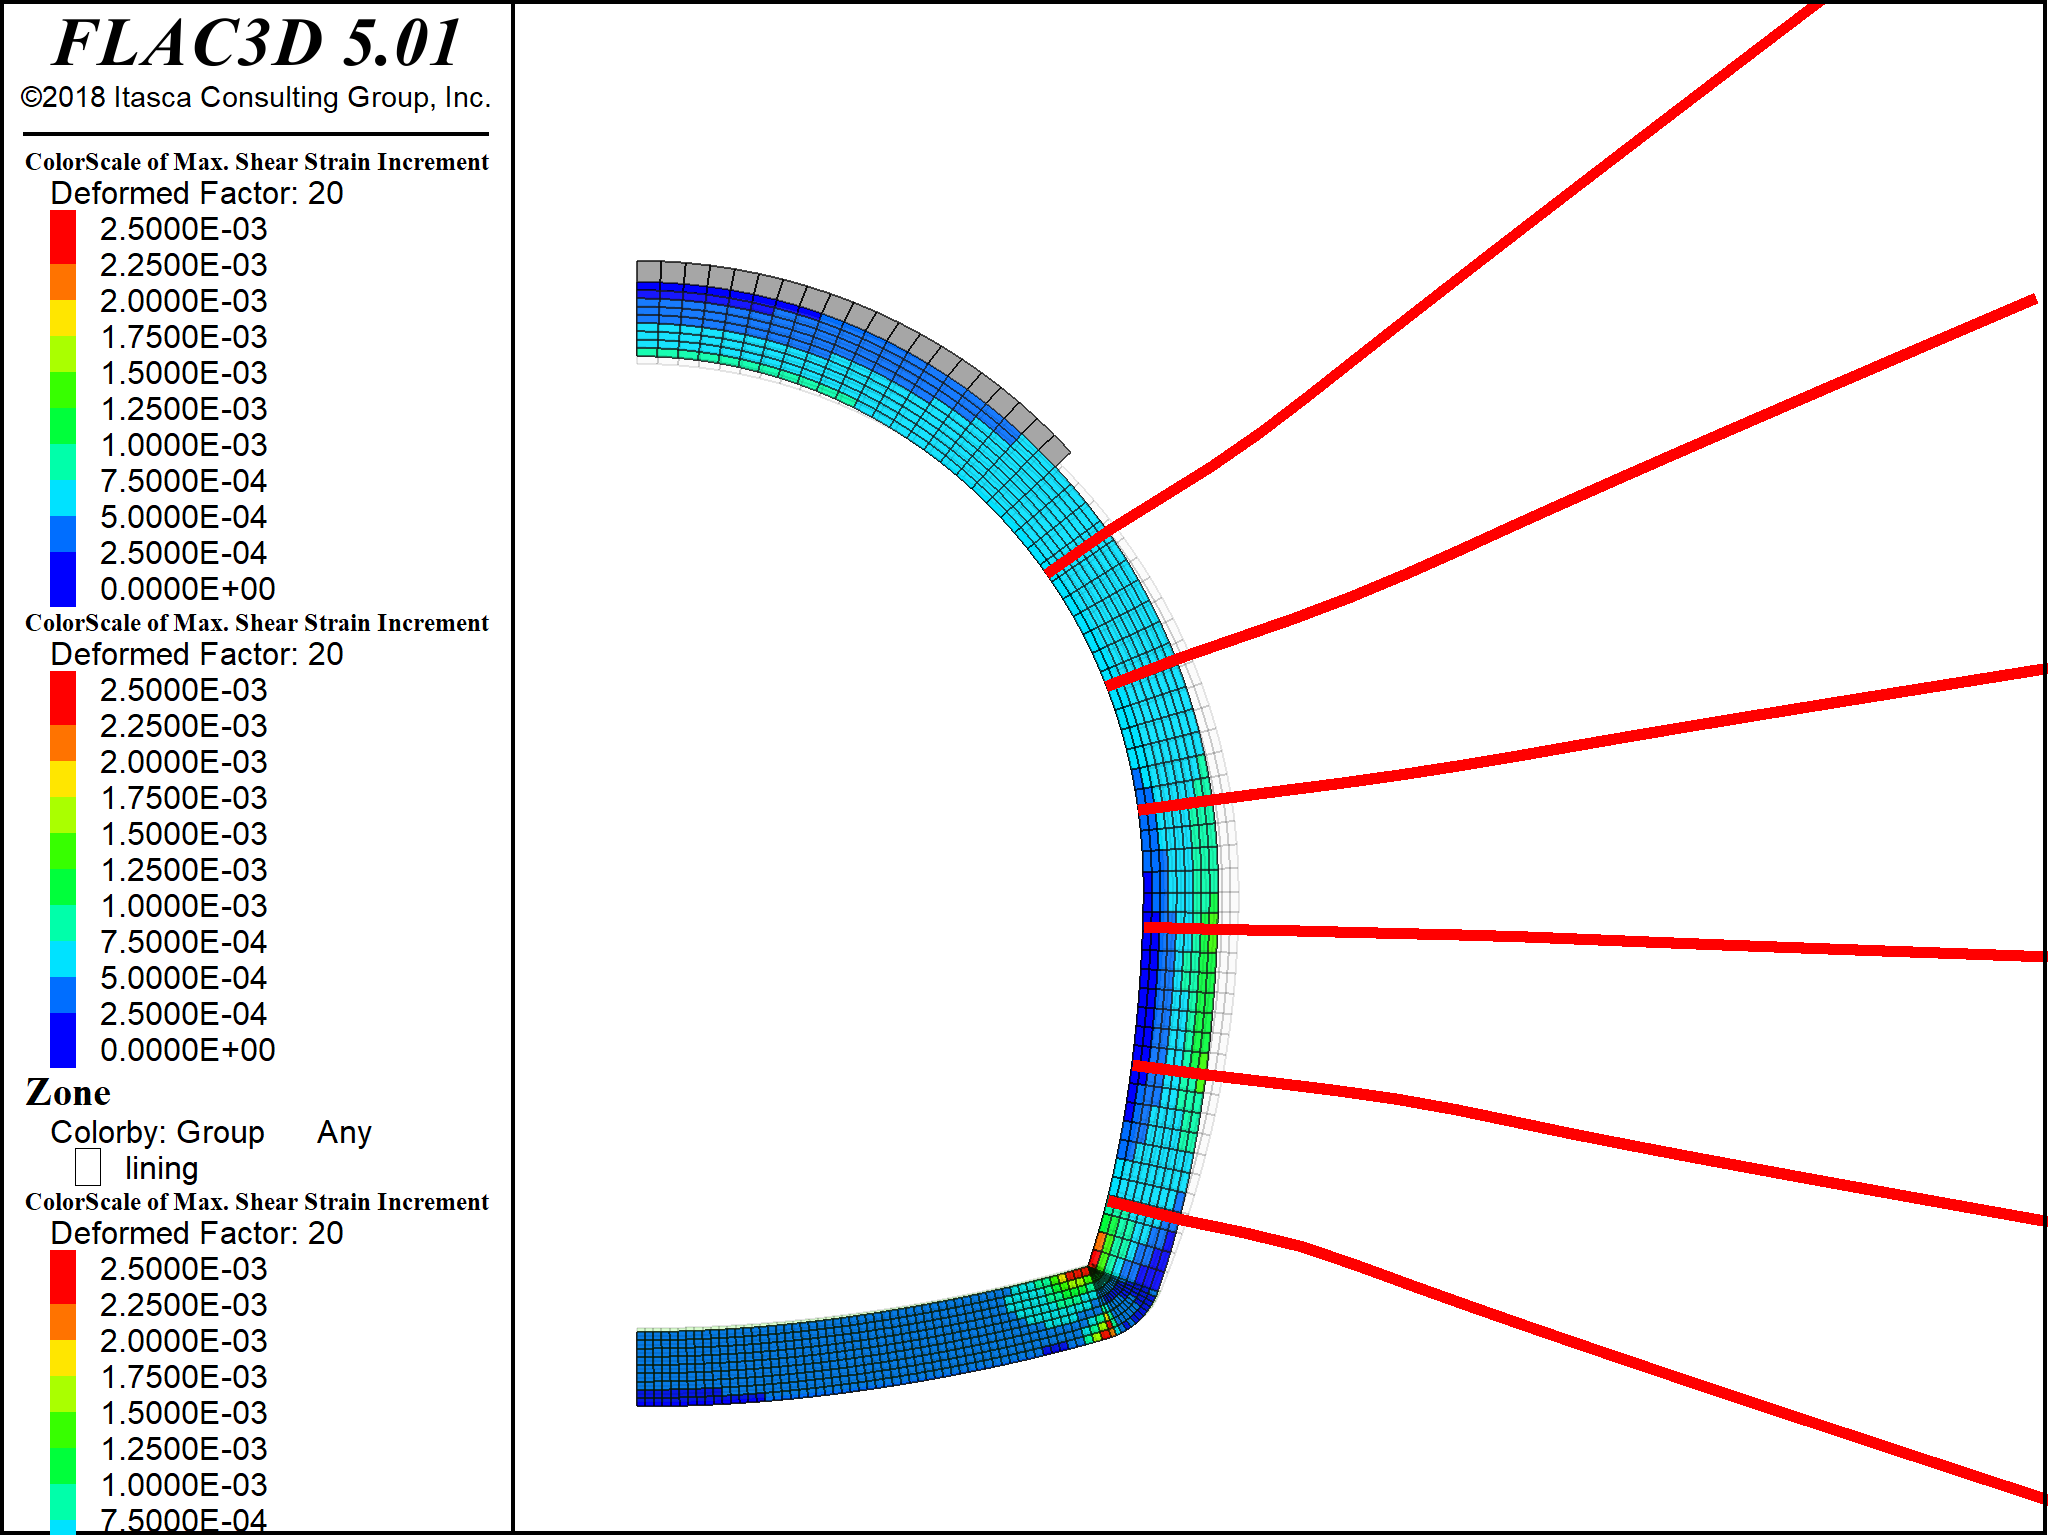 FLAC3D 5.01
©2018 Itasca Consulting Group, Inc.
ColorScale of Max. Shear Strain Increment
Deformed Factor: 20
2.5000E-03
2.2500E-03
2.0000E-03
1.7500E-03
1.5000E-03
1.2500E-03
1.0000E-03
7.5000E-04
5.0000E-04
2.5000E-04
0.0000E+00
ColorScale of Max. Shear Strain Increment
Deformed Factor: 20
2.5000E-03
2.2500E-03
2.0000E-03
1.7500E-03
1.5000E-03
1.2500E-03
1.0000E-03
7.5000E-04
5.0000E-04
2.5000E-04
0.0000E+00
Zone
Colorby: Group Any
lining
ColorScale of Max. Shear Strain Increment
Deformed Factor: 20
2.5000E-03
2.2500E-03
2.0000E-03
1.7500E-03
1.5000E-03
1.2500E-03
1.0000E-03
7.5000E-04